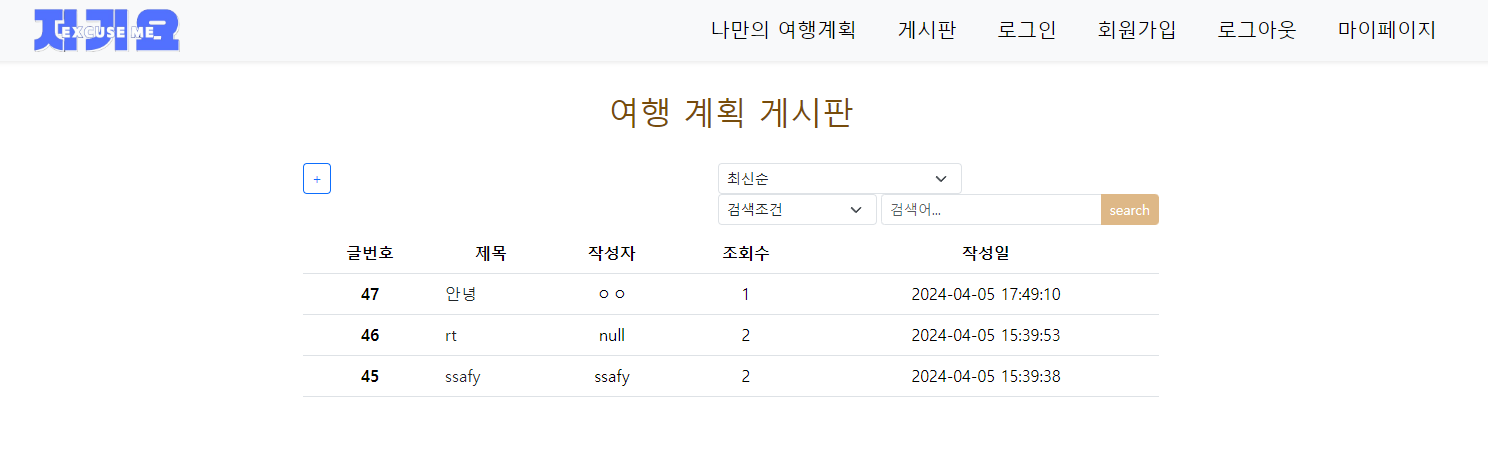 저기요 EXCUSE ME 나만의 여행계획 게시판 로그인 회원가입 로그아웃 마이페이지
여행 계획 게시판
+ 최신순
검색조건 검색어... search
글번호 제목 작성자 조회수 작성일
47 안녕 ㅇㅇ 1 2024-04-05 17:49:10
46 rt null 2 2024-04-05 15:39:53
45 ssafy ssafy 2 2024-04-05 15:39:38